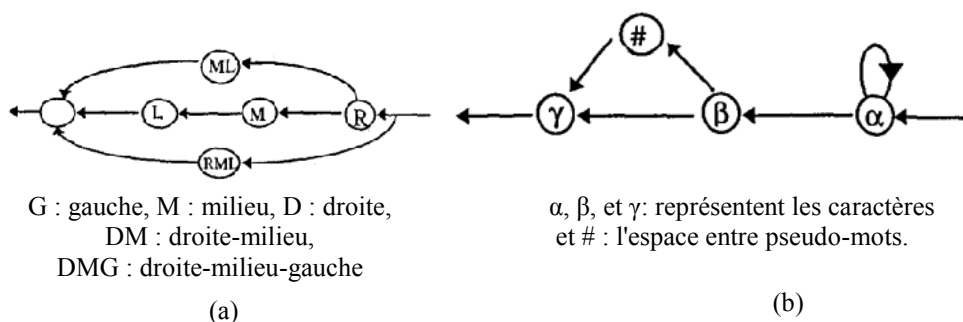 ML
L
M
R
RML
G : gauche, M : milieu, D : droite,
DM : droite-milieu,
DMG : droite-milieu-gauche
(a)
#
γ
β
α
α, β, et γ: représentent les caractères
et # : l'espace entre pseudo-mots.
(b)